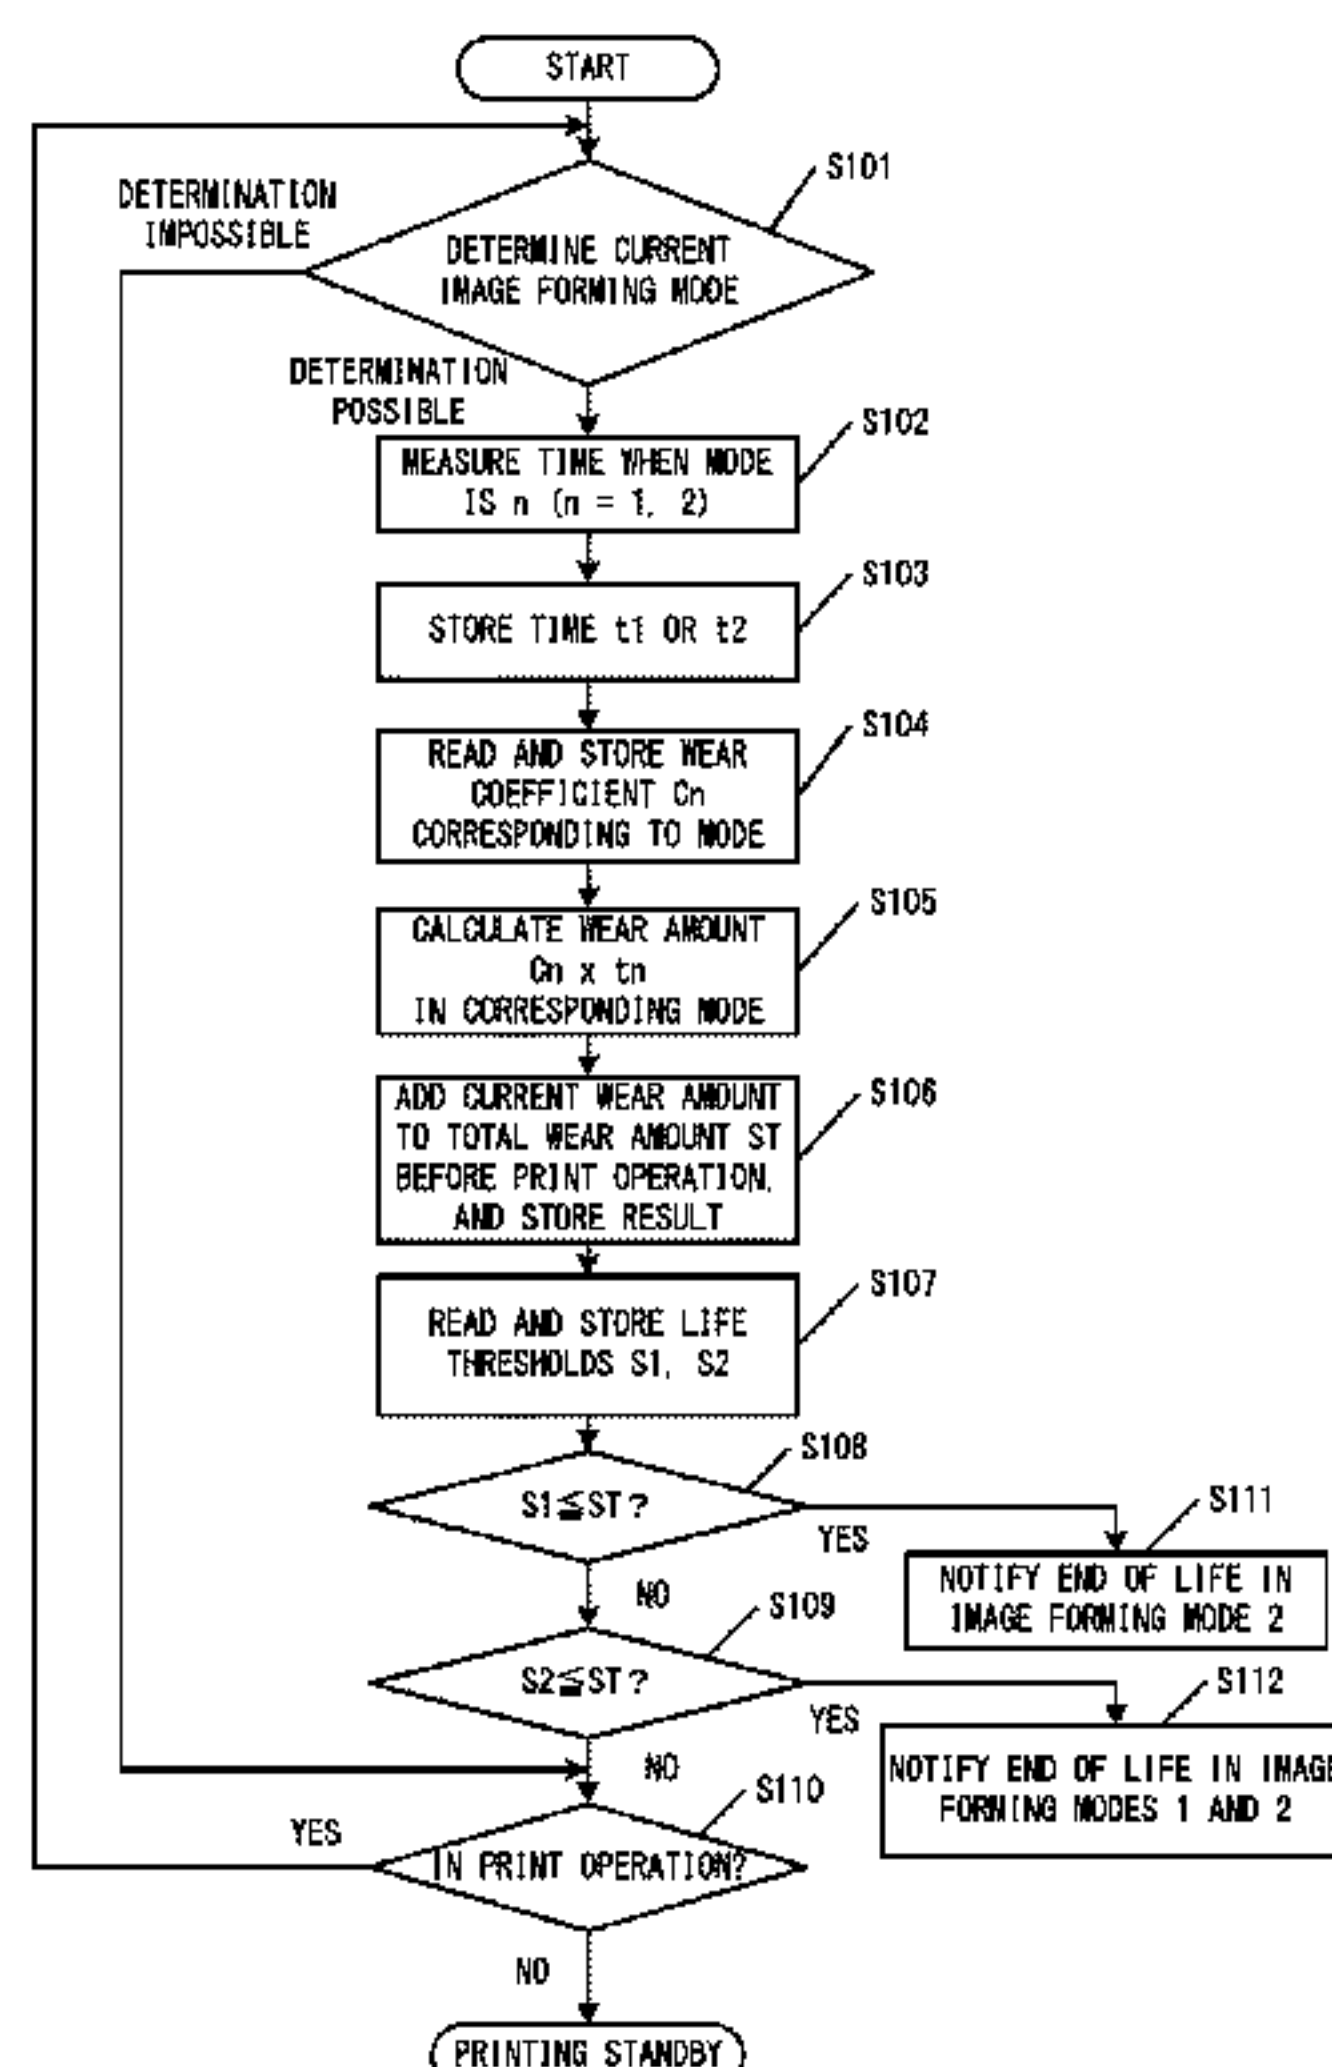 START
S101
DETERMINATION
IMPOSSIBLE
DETERMINE CURRENT
IMAGE FORMING MODE
DETERMINATION
POSSIBLE
S102
MEASURE TIME WHEN MODE
IS n (n = 1, 2)
S103
STORE TIME t1 OR t2
S104
READ AND STORE WEAR
COEFFICIENT Cn
CORRESPONDING TO MODE
S105
CALCULATE WEAR AMOUNT
Cn x tn
IN CORRESPONDING MODE
S106
ADD CURRENT WEAR AMOUNT
TO TOTAL WEAR AMOUNT ST
BEFORE PRINT OPERATION,
AND STORE RESULT
S107
READ AND STORE LIFE
THRESHOLDS S1, S2
S108
S1≦ST?
YES
S111
NOTIFY END OF LIFE IN
IMAGE FORMING MODE 2
NO
S109
S2≦ST?
YES
S112
NOTIFY END OF LIFE IN IMAGE
FORMING MODES 1 AND 2
NO
S110
YES
IN PRINT OPERATION?
NO
PRINTING STANDBY